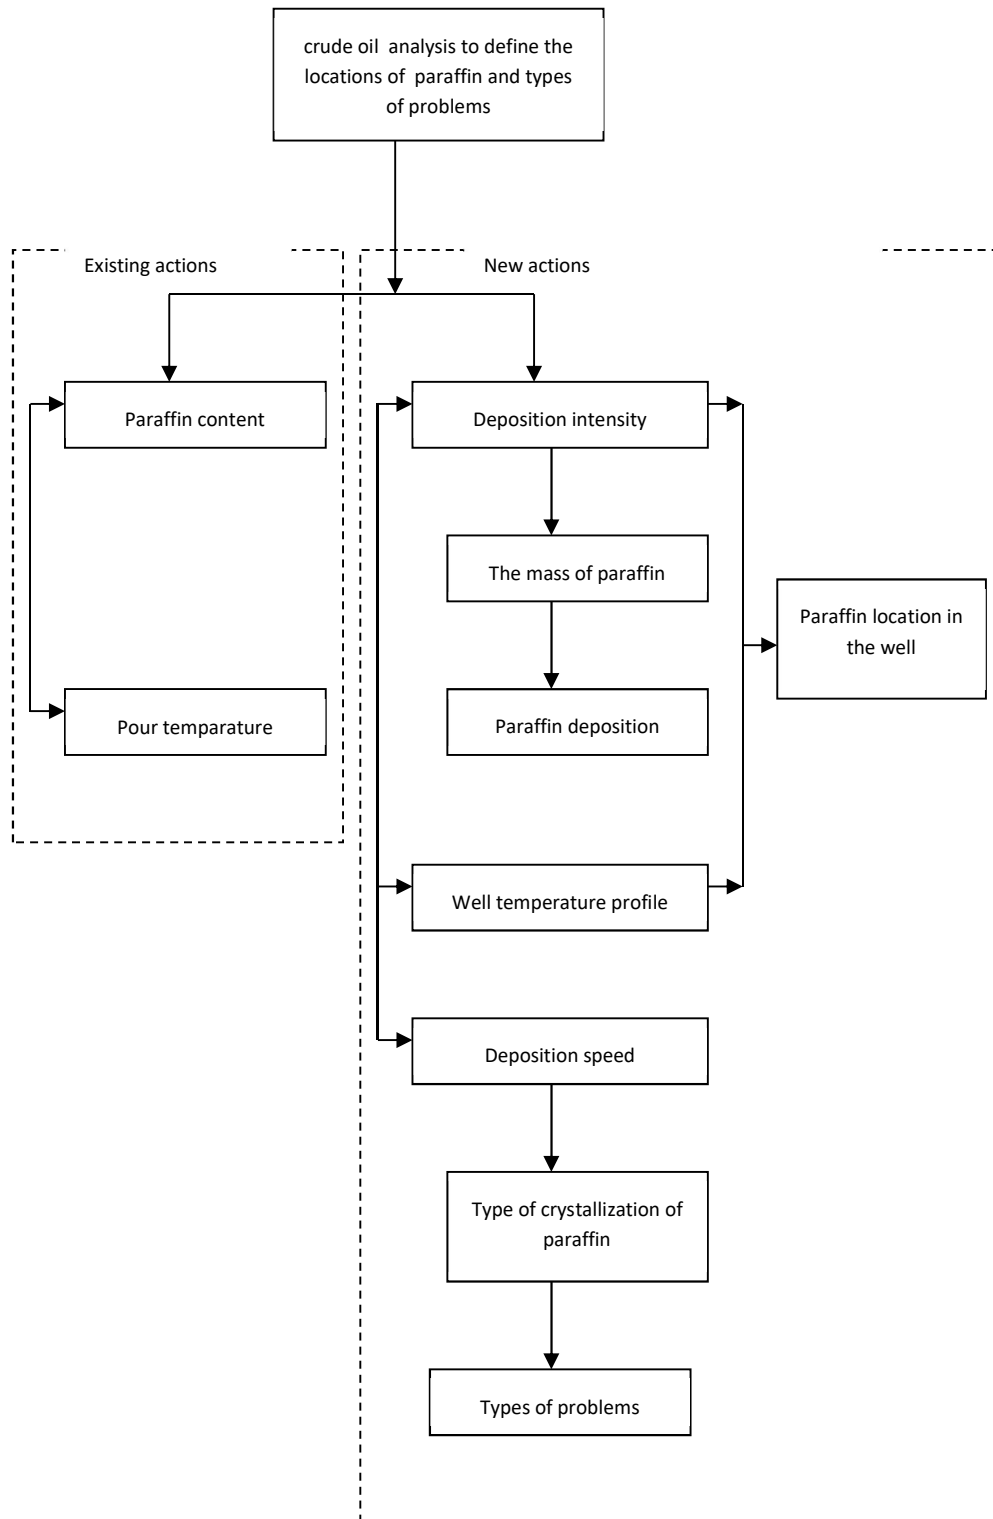 crude oil analysis to define the
locations of paraffin and types
of problems
Existing actions
New actions
Paraffin content
Deposition intensity
The mass of paraffin
Paraffin location in
the well
Pour temparature
Paraffin deposition
Well temperature profile
Deposition speed
Type of crystallization of
paraffin
Types of problems